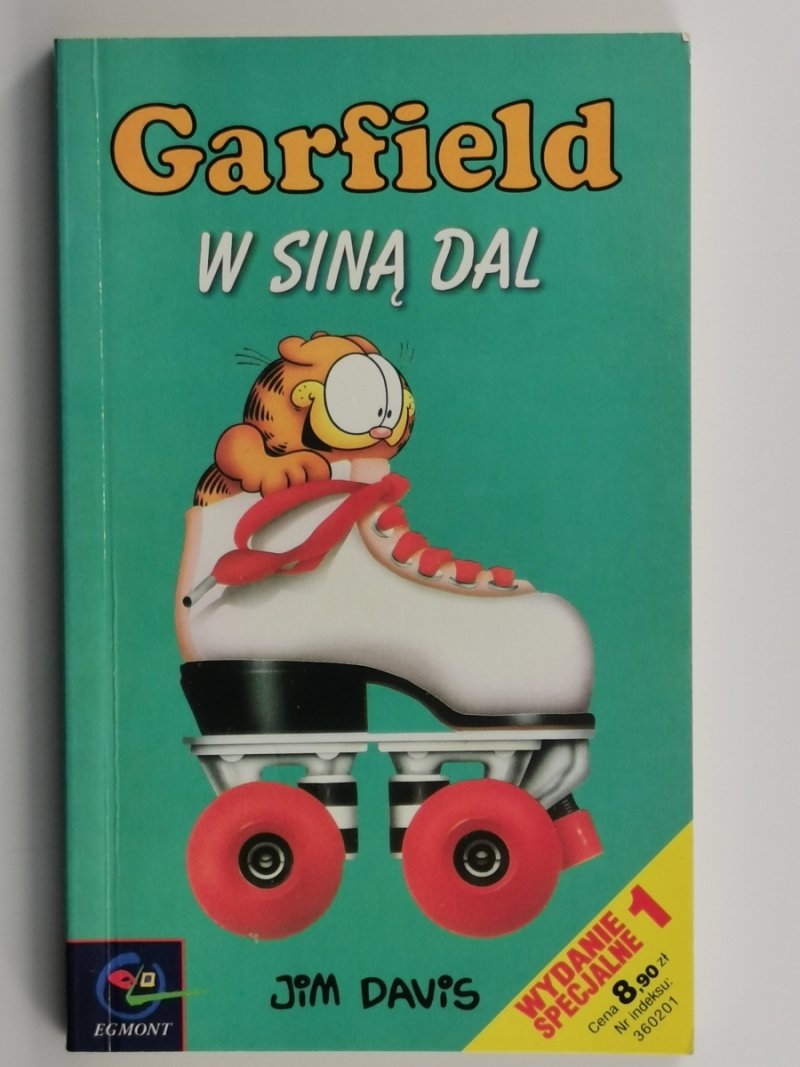 Garfield
W SINĄ DAL
JIM DAVIS
EGMONT
WYDANIE
SPECJALNE 1
Cena 8,90 zł
Nr indeksu:
360201